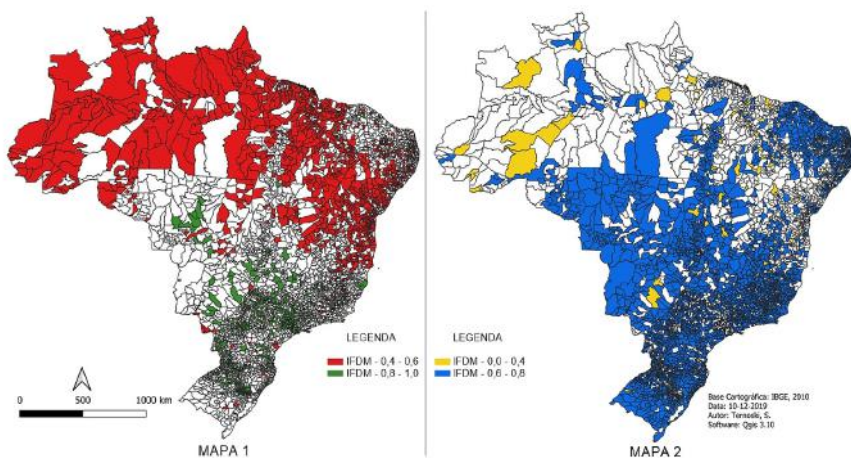 LEGENDA
IFDM - 0,4 - 0,6
IFDM - 0,8 - 1,0
0 500 1000 km
MAPA 1
LEGENDA
IFDM - 0,0 - 0,4
IFDM - 0,6 - 0,8
Base Cartográfica: IBGE, 2010
Data: 10-12-2019
Autor: Ternoski, S.
Software: Qgis 3.10
MAPA 2